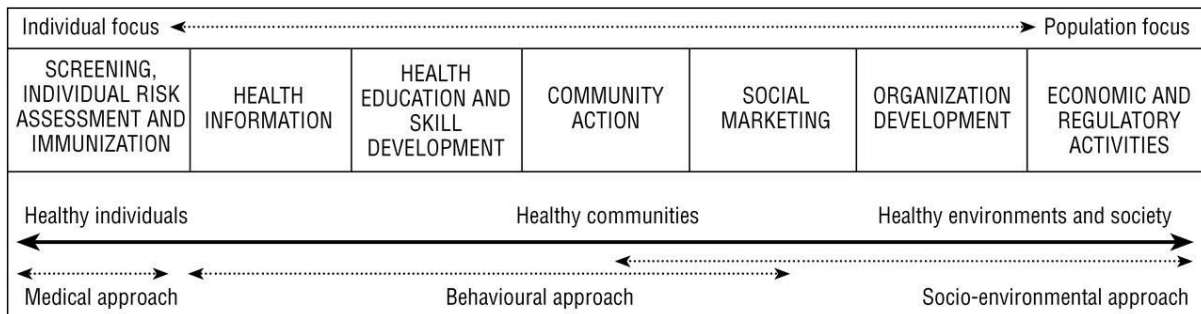 Individual focus
Population focus
SCREENING,
INDIVIDUAL RISK
ASSESSMENT AND
IMMUNIZATION
HEALTH
INFORMATION
HEALTH
EDUCATION AND
SKILL
DEVELOPMENT
COMMUNITY
ACTION
SOCIAL
MARKETING
ORGANIZATION
DEVELOPMENT
ECONOMIC AND
REGULATORY
ACTIVITIES
Healthy individuals
Healthy communities
Healthy environments and society
Medical approach
Behavioural approach
Socio-environmental approach